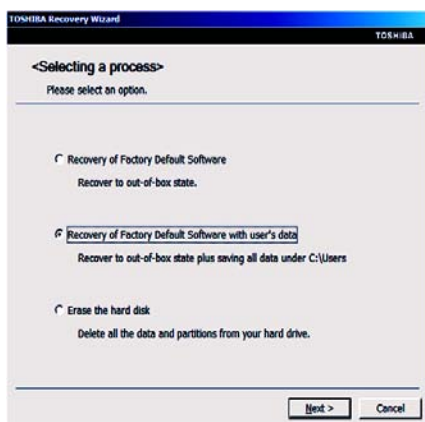 TOSHIBA Recovery Wizard
TOSHIBA
<Selecting a process>
Please select an option.
Recovery of Factory Default Software
Recover to out-of-box state.
Recovery of Factory Default Software with user's data
Recover to out-of-box state plus saving all data under C:\Users
Erase the hard disk
Delete all the data and partitions from your hard drive.
Next > Cancel